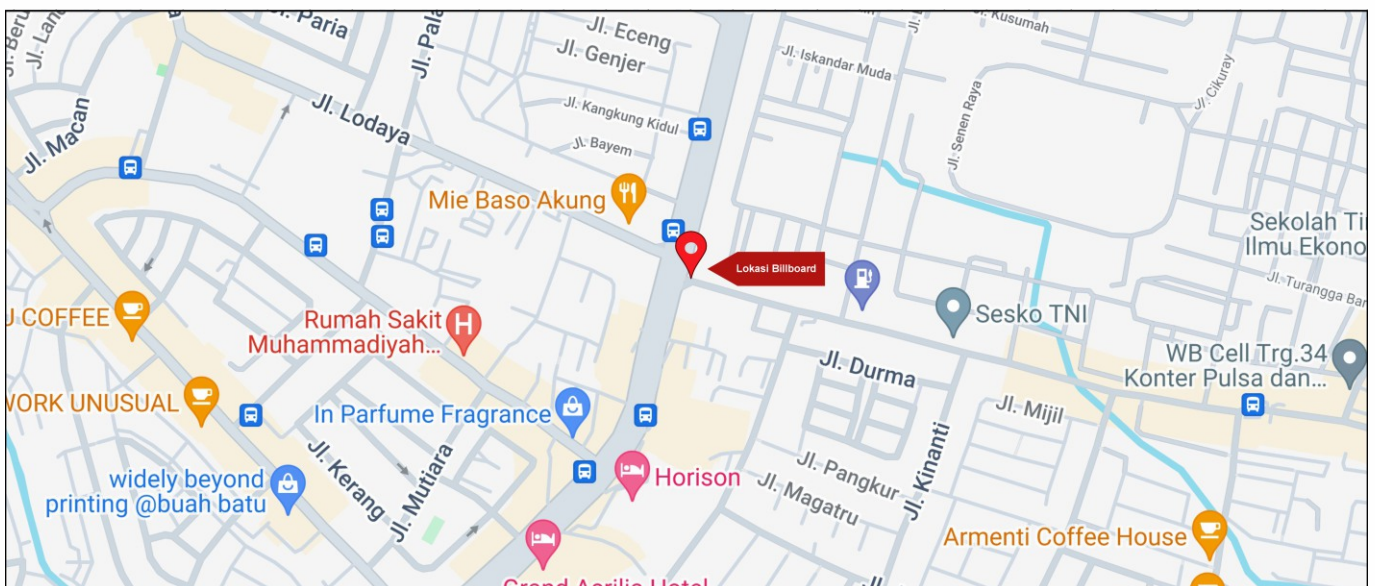 Jl. Paria
Jl. Pala
Jl. Eceng
Jl. Genjer
Jl. Kusumah
Jl. Iskandar Muda
Jl. Cikuray
Jl. Macan
Jl. Lodaya
Jl. Kangkung Kidul
Jl. Bayem
Jl. Senen Raya
Mie Baso Akung
Sekolah Ti
Ilmu Ekono
Lokasi Billboard
Jl. Turangga Bar
J COFFEE
Rumah Sakit
Muhammadiyah...
Sesko TNI
WB Cell Trg.34
Konter Pulsa dan...
Jl. Durma
WORK UNUSUAL
In Parfume Fragrance
Jl. Mijil
Jl. Kerang
Jl. Mutiara
Jl. Kinanti
Jl. Pangkur
Jl. Magatru
widely beyond
printing @buah batu
Horison
Armenti Coffee House